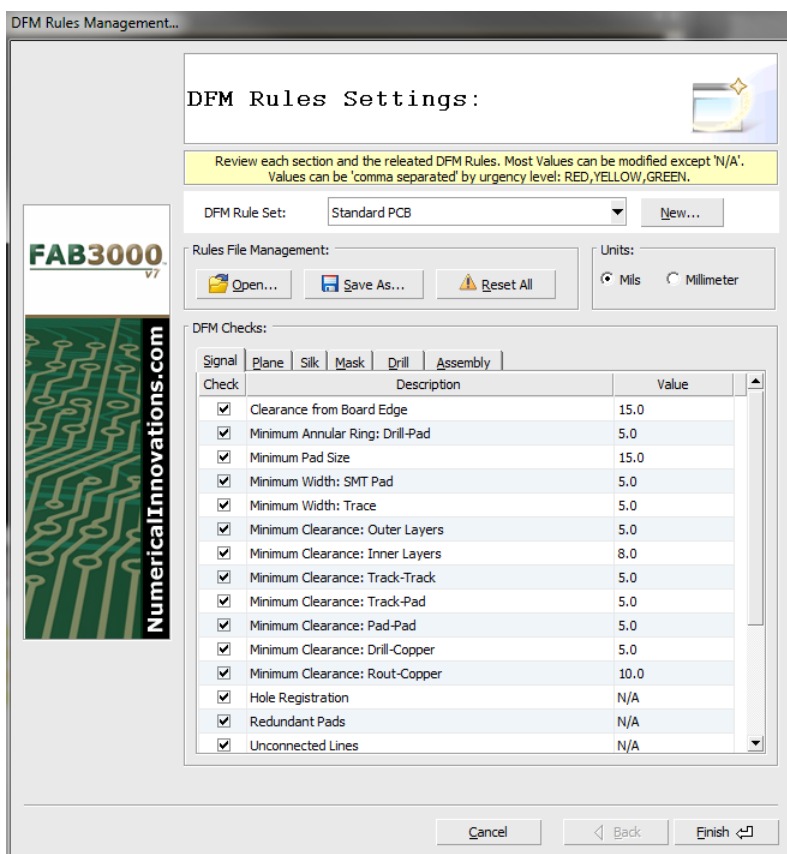 DFM Rules Management...
DFM Rules Settings:
Review each section and the releated DFM Rules. Most Values can be modified except 'N/A'.
Values can be 'comma separated' by urgency level: RED,YELLOW,GREEN.
DFM Rule Set: Standard PCB New...
Rules File Management: Units:
Open... Save As... Reset All Mils Millimeter
FAB3000
V7
NumericalInnovations.com
DFM Checks:
Signal Plane Silk Mask Drill Assembly
Check Description Value
Clearance from Board Edge 15.0
Minimum Annular Ring: Drill-Pad 5.0
Minimum Pad Size 15.0
Minimum Width: SMT Pad 5.0
Minimum Width: Trace 5.0
Minimum Clearance: Outer Layers 5.0
Minimum Clearance: Inner Layers 8.0
Minimum Clearance: Track-Track 5.0
Minimum Clearance: Track-Pad 5.0
Minimum Clearance: Pad-Pad 5.0
Minimum Clearance: Drill-Copper 5.0
Minimum Clearance: Rout-Copper 10.0
Hole Registration N/A
Redundant Pads N/A
Unconnected Lines N/A
Cancel Back Finish